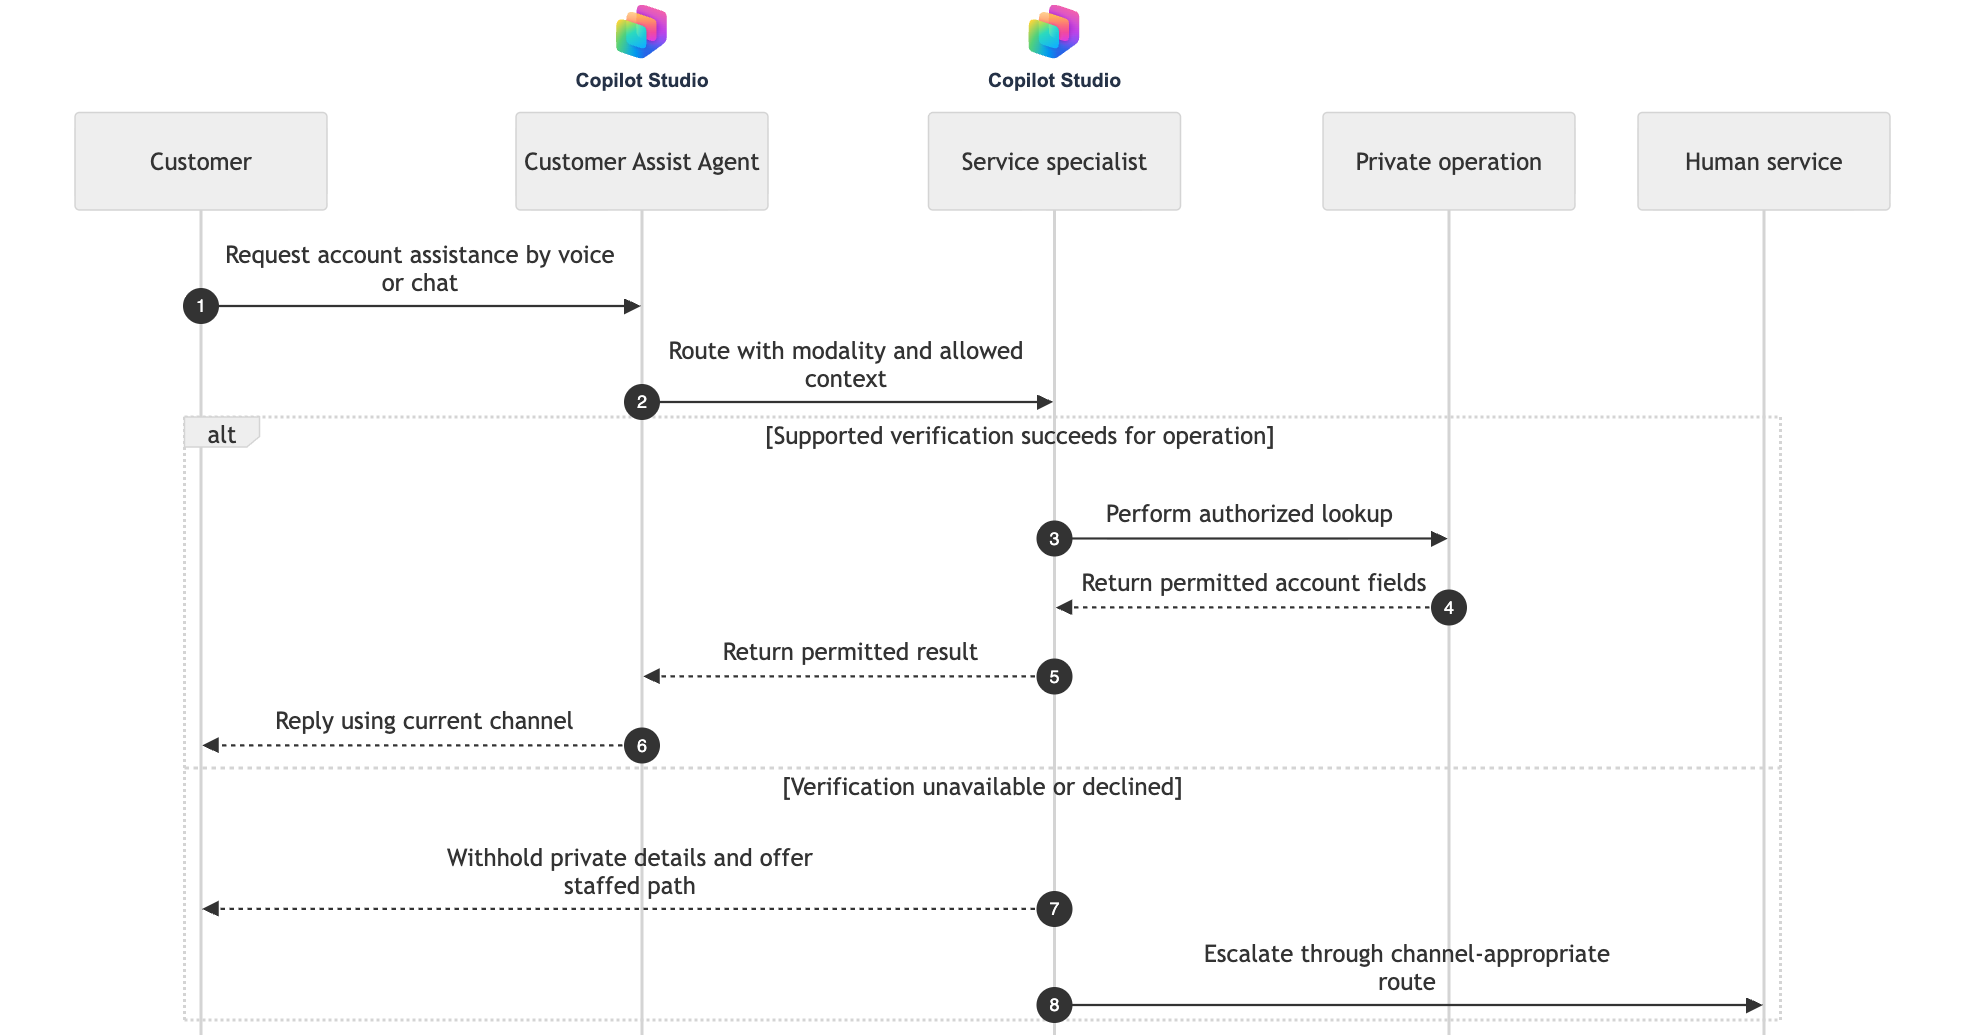 Copilot Studio
Copilot Studio
Customer
Customer Assist Agent
Service specialist
Private operation
Human service
Request account assistance by voice
or chat
1
Route with modality and allowed
context
2
alt
[Supported verification succeeds for operation]
Perform authorized lookup
3
Return permitted account fields
4
Return permitted result
5
Reply using current channel
6
[Verification unavailable or declined]
Withhold private details and offer
staffed path
7
Escalate through channel-appropriate
route
8